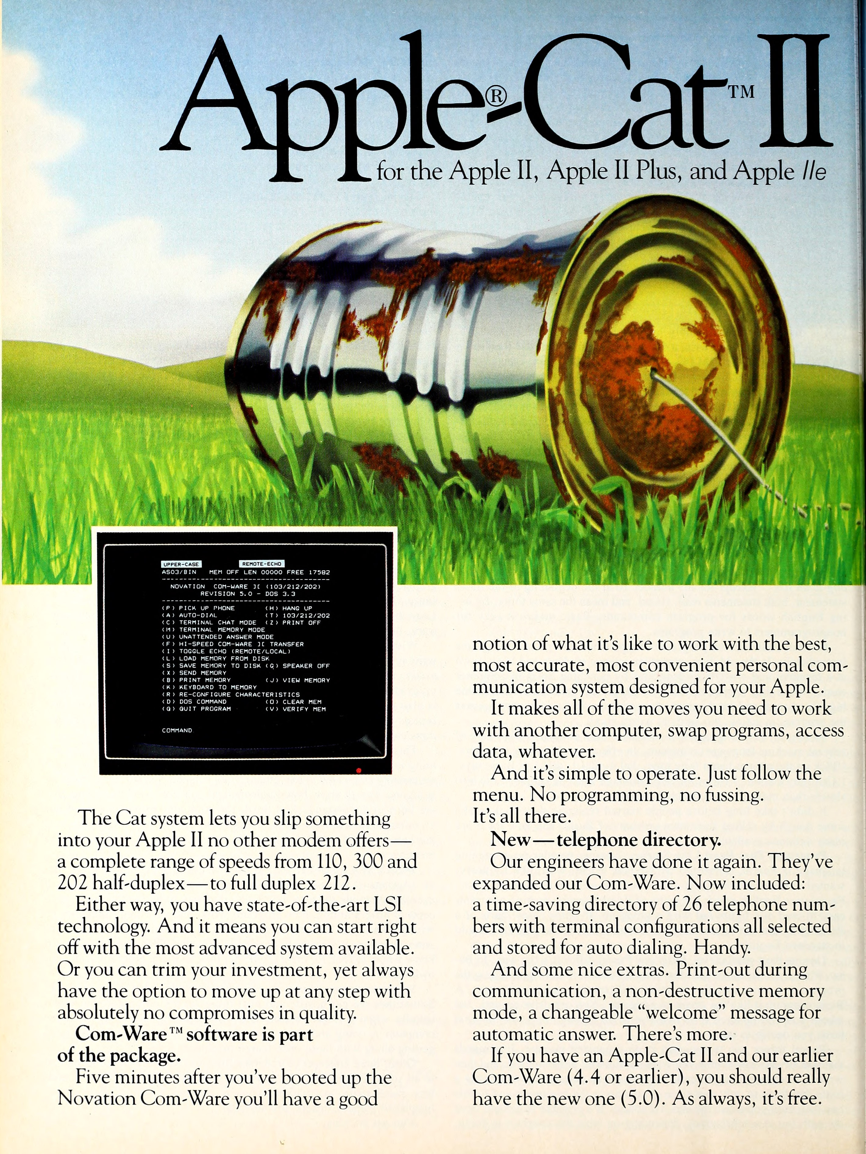 Apple®-Cat™ II
for the Apple II, Apple II Plus, and Apple IIe
UPPER-CASE REMOTE-ECHO
AS03/BIN MEM OFF LEN 00000 FREE 17582
NOVATION COM-WARE ][ (103/212/202)
REVISION 5.0 - DOS 3.3
(P) PICK UP PHONE (H) HANG UP
(A) AUTO-DIAL (T) 103/212/202
(C) TERMINAL CHAT MODE (Z) PRINT OFF
(M) TERMINAL MEMORY MODE
(U) UNATTENDED ANSWER MODE
(F) HI-SPEED COM-WARE ][ TRANSFER
(I) TOGGLE ECHO (REMOTE/LOCAL)
(L) LOAD MEMORY FROM DISK
(S) SAVE MEMORY TO DISK (Q) SPEAKER OFF
(X) SEND MEMORY
(B) PRINT MEMORY (J) VIEW MEMORY
(K) KEYBOARD TO MEMORY
(R) RE-CONFIGURE CHARACTERISTICS
(D) DOS COMMAND (O) CLEAR MEM
(Q) QUIT PROGRAM (V) VERIFY MEM
COMMAND
The Cat system lets you slip something
into your Apple II no other modem offers—
a complete range of speeds from 110, 300 and
202 half-duplex—to full duplex 212.
Either way, you have state-of-the-art LSI
technology. And it means you can start right
off with the most advanced system available.
Or you can trim your investment, yet always
have the option to move up at any step with
absolutely no compromises in quality.
Com-Ware™ software is part
of the package.
Five minutes after you've booted up the
Novation Com-Ware you'll have a good
notion of what it's like to work with the best,
most accurate, most convenient personal com-
munication system designed for your Apple.
It makes all of the moves you need to work
with another computer, swap programs, access
data, whatever.
And it's simple to operate. Just follow the
menu. No programming, no fussing.
It's all there.
New—telephone directory.
Our engineers have done it again. They've
expanded our Com-Ware. Now included:
a time-saving directory of 26 telephone num-
bers with terminal configurations all selected
and stored for auto dialing. Handy.
And some nice extras. Print-out during
communication, a non-destructive memory
mode, a changeable "welcome" message for
automatic answer. There's more.
If you have an Apple-Cat II and our earlier
Com-Ware (4.4 or earlier), you should really
have the new one (5.0). As always, it's free.